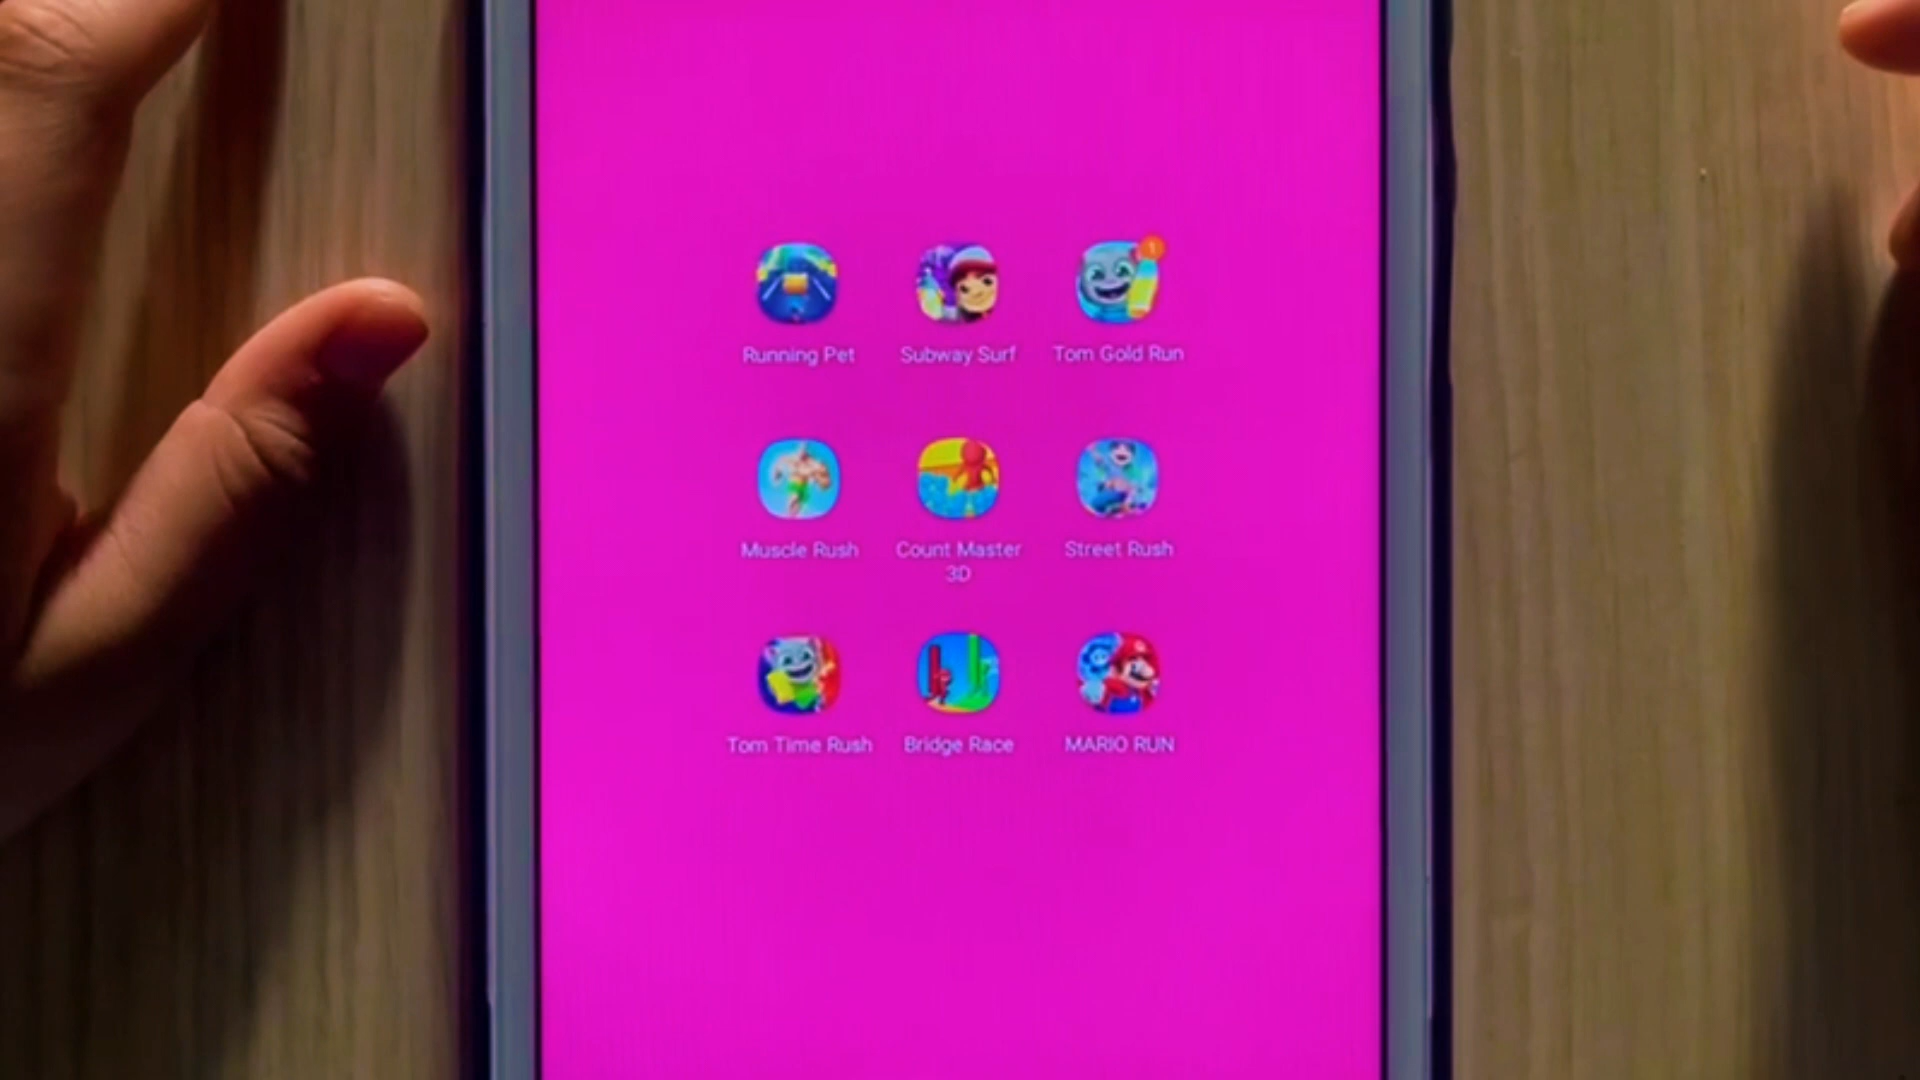 1
Running Pet
Subway Surf
Tom Gold Run
Muscle Rush
Count Master
3D
Street Rush
Tom Time Rush
Bridge Race
MARIO RUN